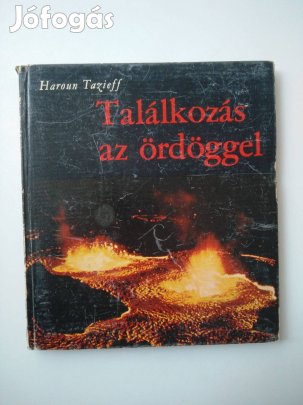 Jófogás
Haroun Tazieff
Találkozás
az ördöggel